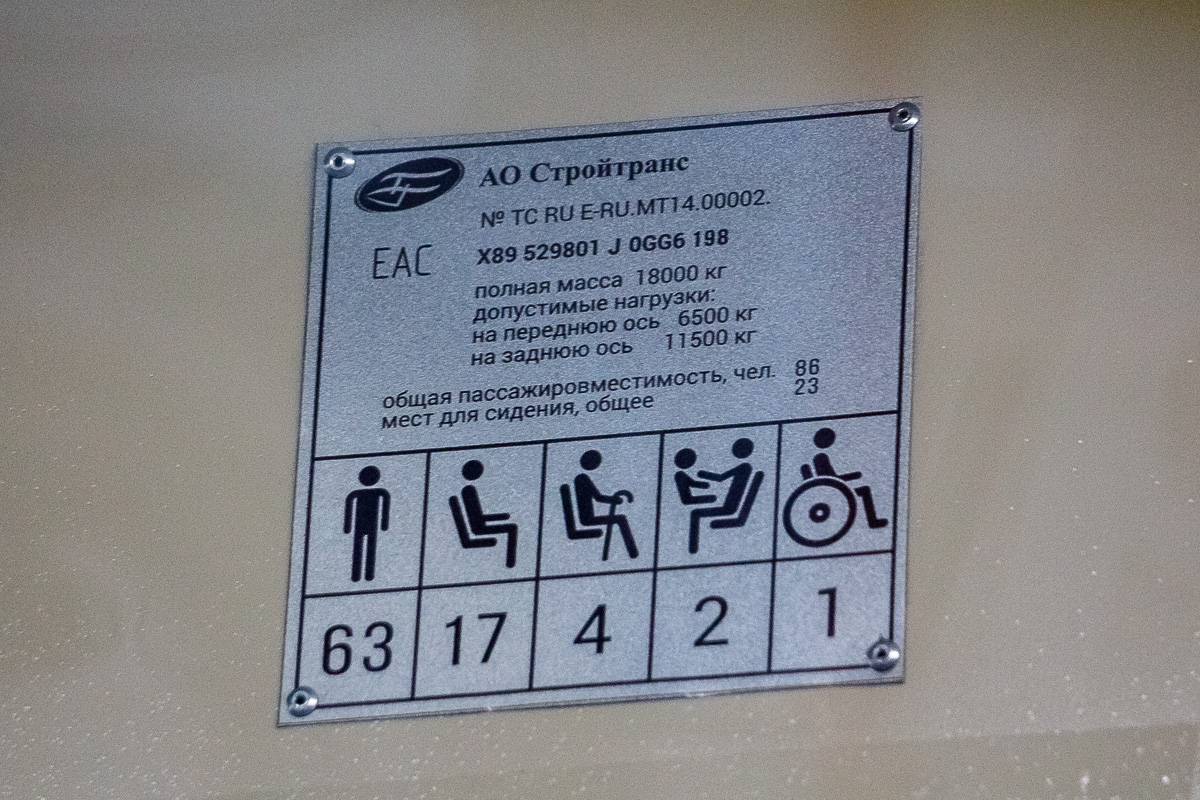 АО Стройтранс
№ ТС RU E-RU.МТ14.00002.
EAC
X89 529801 J 0GG6 198
полная масса 18000 кг
допустимые нагрузки:
на переднюю ось 6500 кг
на заднюю ось 11500 кг
общая пассажировместимость, чел. 86
мест для сидения, общее 23
63 17 4 2 1